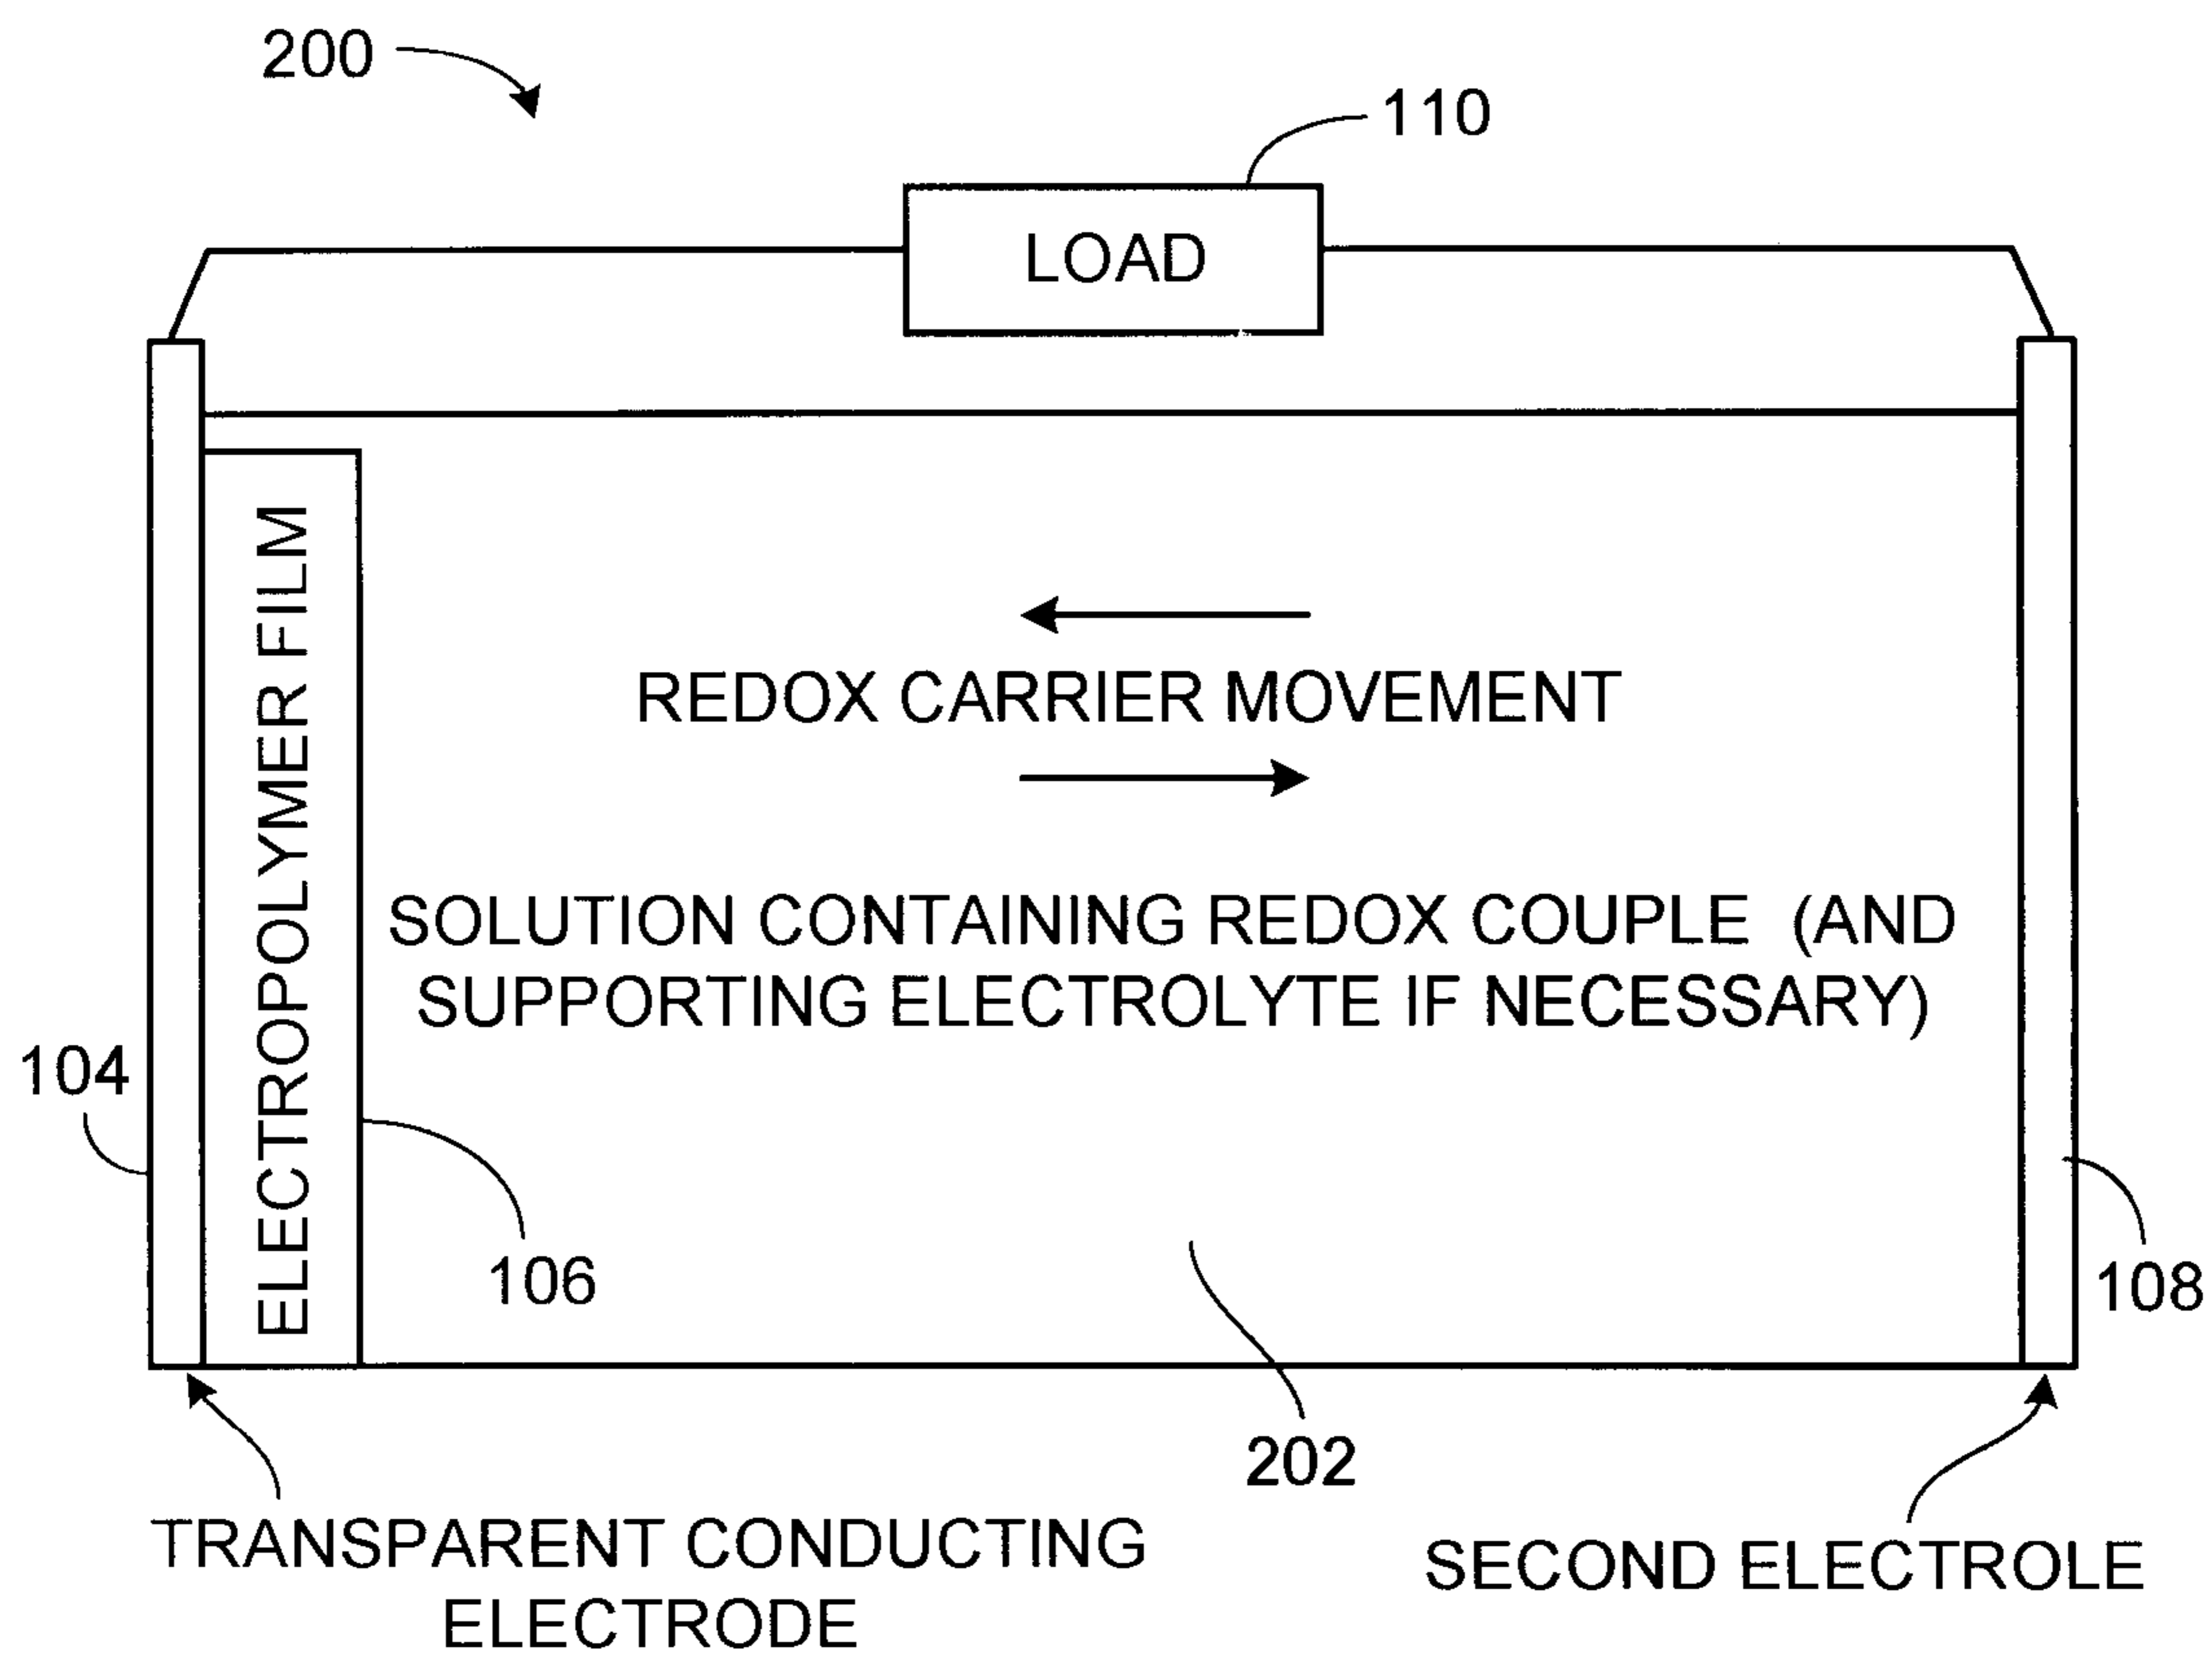 200
110
LOAD
ELECTROPOLYMER FILM
REDOX CARRIER MOVEMENT
SOLUTION CONTAINING REDOX COUPLE (AND
SUPPORTING ELECTROLYTE IF NECESSARY)
104
106
108
202
TRANSPARENT CONDUCTING
ELECTRODE
SECOND ELECTROLE